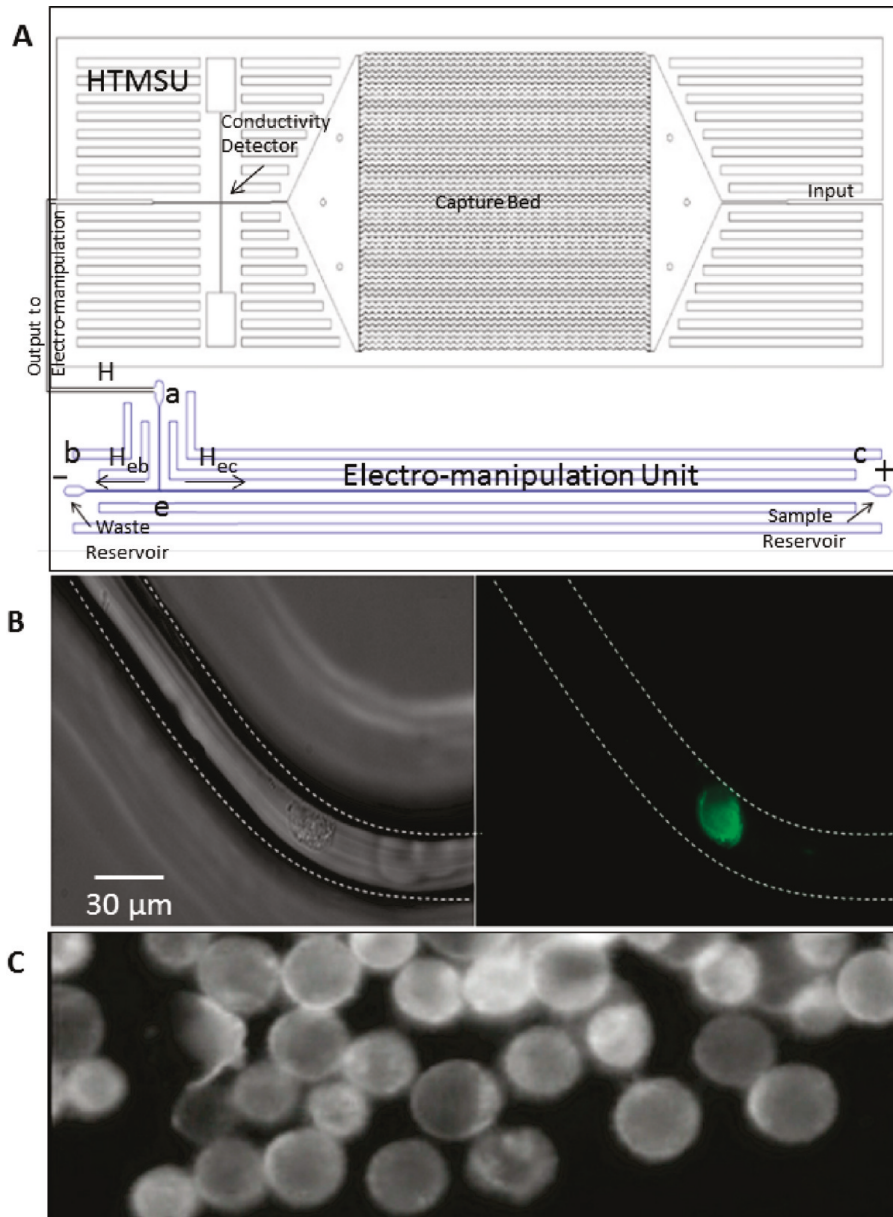 A
HTMSU
Conductivity
Detector
Capture Bed
Input
Output to
Electro-manipulation
H
a
b
Heb
Hec
c
−
Electro-manipulation Unit
+
e
Waste
Reservoir
Sample
Reservoir
B
30 μm
C